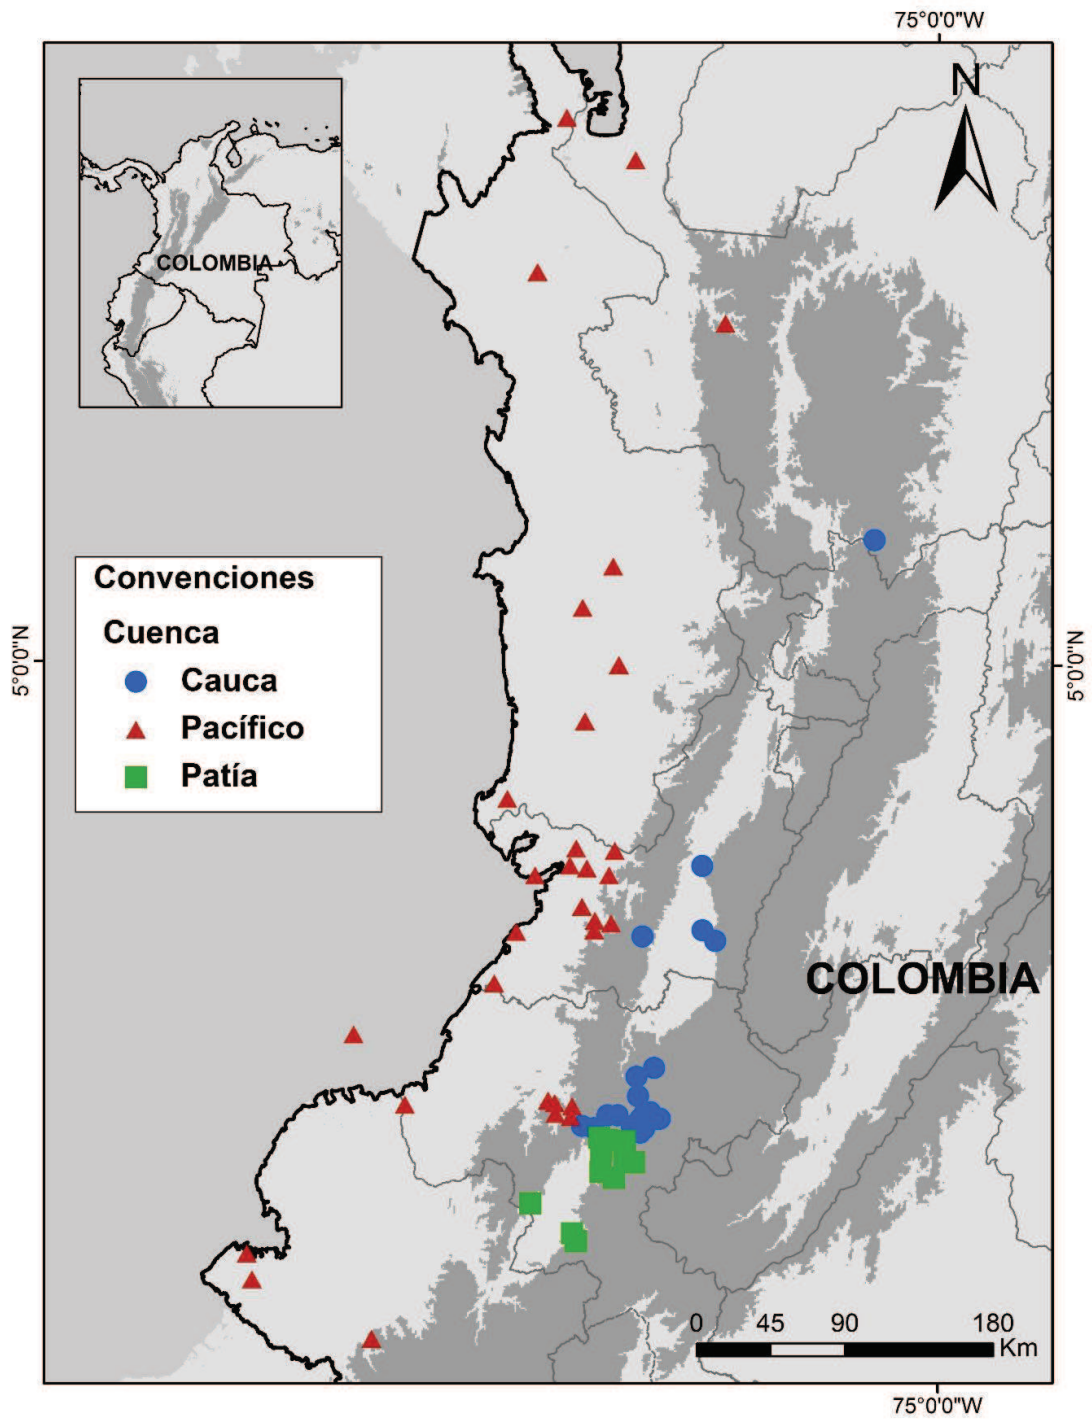 75°0'0"W
N
COLOMBIA
Convenciones
Cuenca
Cauca
Pacífico
Patía
5°0'0"N
5°0'0"N
COLOMBIA
0 45 90 180
Km
75°0'0"W